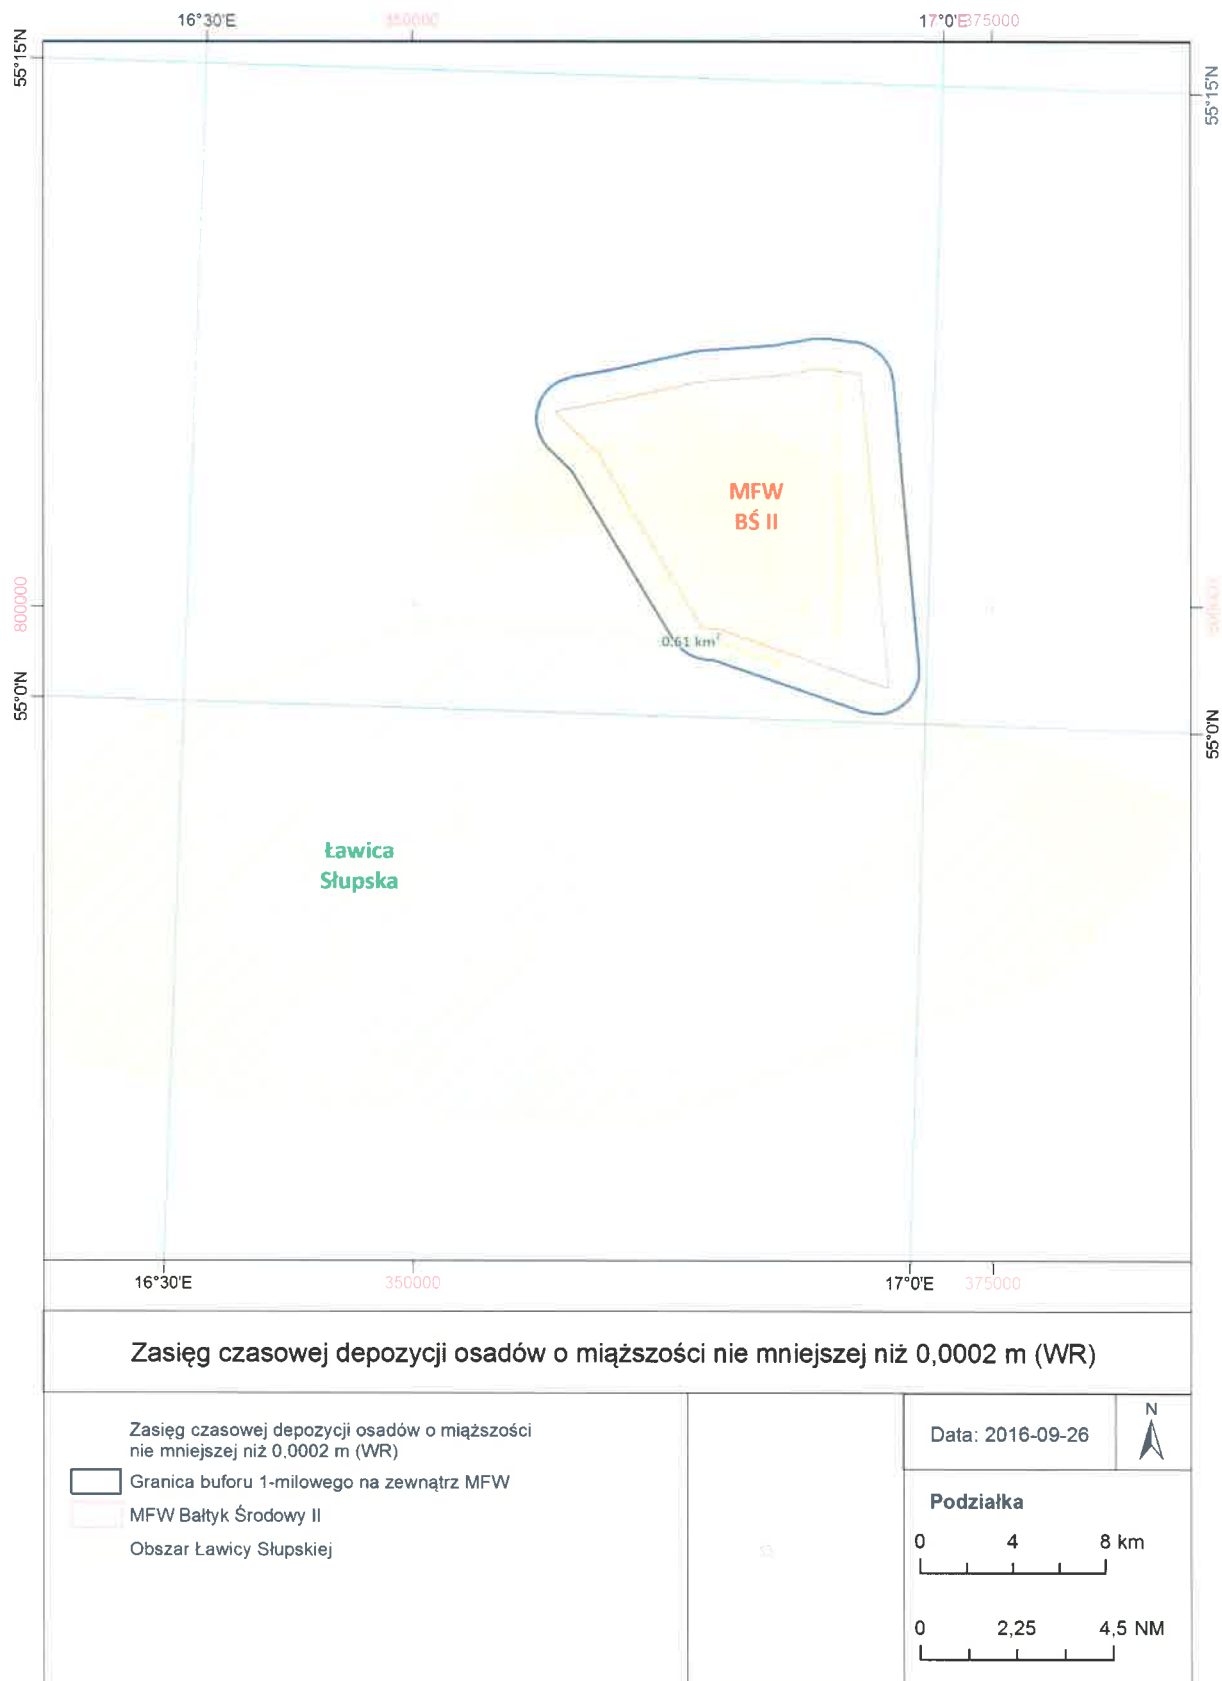 16°30'E 350000 17°0'E 375000
55°15'N
55°15'N
MFW
BŚ II
800000
0.61 km²
55°0'N
55°0'N
Ławica
Słupska
16°30'E 350000 17°0'E 375000
Zasięg czasowej depozycji osadów o miąższości nie mniejszej niż 0,0002 m (WR)
Zasięg czasowej depozycji osadów o miąższości
nie mniejszej niż 0,0002 m (WR)
Granica buforu 1-milowego na zewnątrz MFW
MFW Bałtyk Środowy II
Obszar Ławicy Słupskiej
Data: 2016-09-26
N
Podziałka
0 4 8 km
0 2,25 4,5 NM